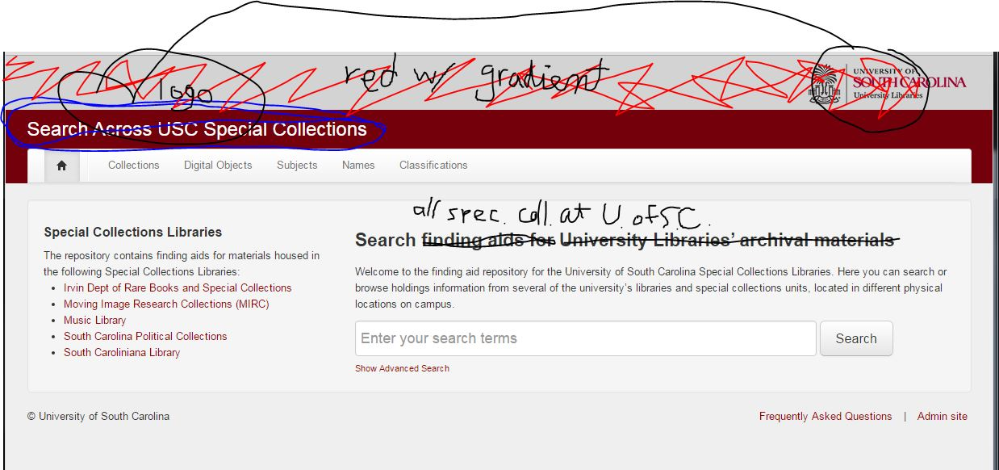 logo
red w/ gradient
UNIVERSITY OF
SOUTH CAROLINA
University Libraries
Search Across USC Special Collections
Collections Digital Objects Subjects Names Classifications
Special Collections Libraries
The repository contains finding aids for materials housed in
the following Special Collections Libraries:
Irvin Dept of Rare Books and Special Collections
Moving Image Research Collections (MIRC)
Music Library
South Carolina Political Collections
South Caroliniana Library
all spec. coll. at U. of S.C.
Search finding aids for University Libraries' archival materials
Welcome to the finding aid repository for the University of South Carolina Special Collections Libraries. Here you can search or
browse holdings information from several of the university's libraries and special collections units, located in different physical
locations on campus.
Enter your search terms Search
Show Advanced Search
© University of South Carolina
Frequently Asked Questions | Admin site